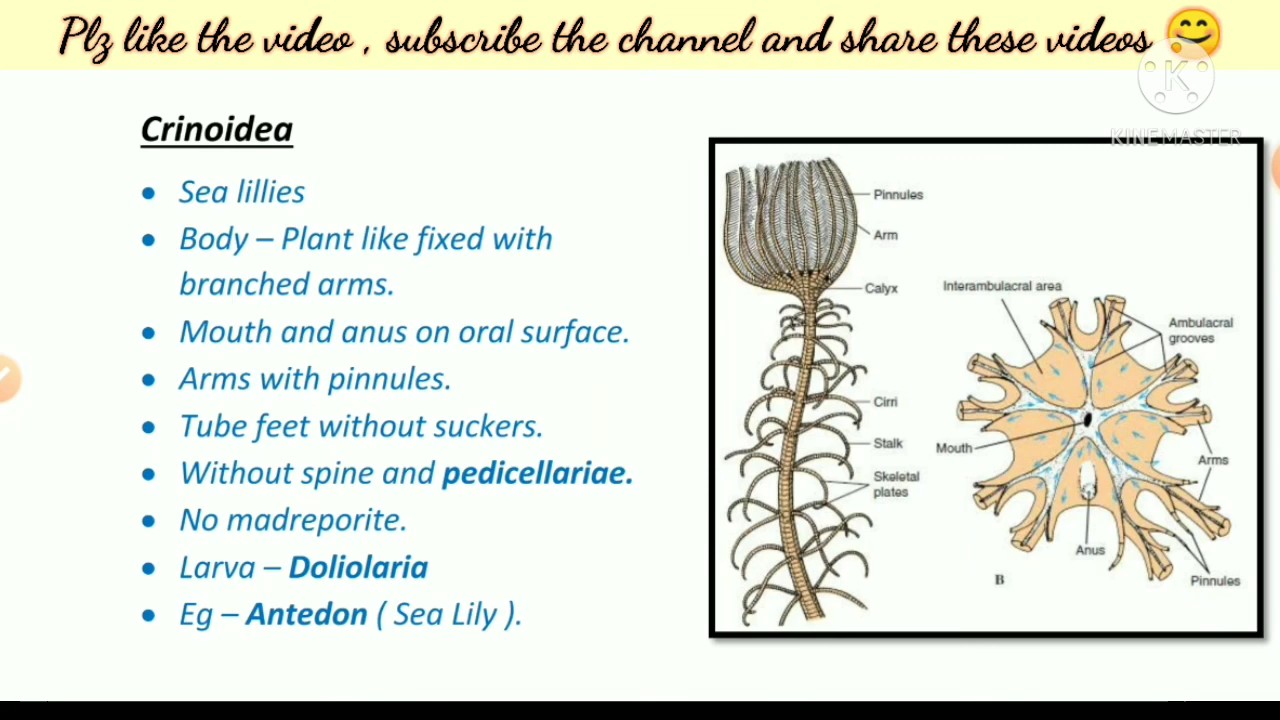 Plz like the video , subscribe the channel and share these videos
K
KINEMASTER
Crinoidea
• Sea lillies
• Body – Plant like fixed with
branched arms.
• Mouth and anus on oral surface.
• Arms with pinnules.
• Tube feet without suckers.
• Without spine and pedicellariae.
• No madreporite.
• Larva – Doliolaria
• Eg – Antedon ( Sea Lily ).
Pinnules
Arm
Calyx
Cirri
Stalk
Skeletal
plates
Interambulacral area
Ambulacral
grooves
Mouth
Arms
Anus
Pinnules
B